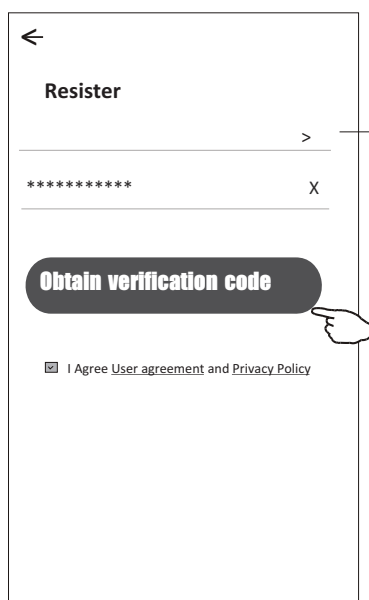 Resister
>
*********** X
Obtain verification code
I Agree User agreement and Privacy Policy